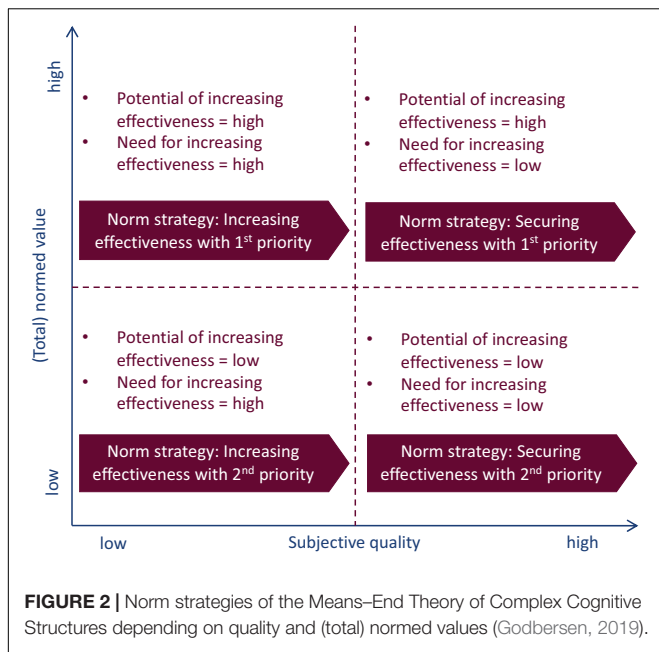 high
(Total) normed value
low
• Potential of increasing
effectiveness = high
• Need for increasing
effectiveness = high
Norm strategy: Increasing
effectiveness with 1st priority
• Potential of increasing
effectiveness = high
• Need for increasing
effectiveness = low
Norm strategy: Securing
effectiveness with 1st priority
• Potential of increasing
effectiveness = low
• Need for increasing
effectiveness = high
Norm strategy: Increasing
effectiveness with 2nd priority
• Potential of increasing
effectiveness = low
• Need for increasing
effectiveness = low
Norm strategy: Securing
effectiveness with 2nd priority
low Subjective quality high
FIGURE 2 | Norm strategies of the Means–End Theory of Complex Cognitive
Structures depending on quality and (total) normed values (Godbersen, 2019).